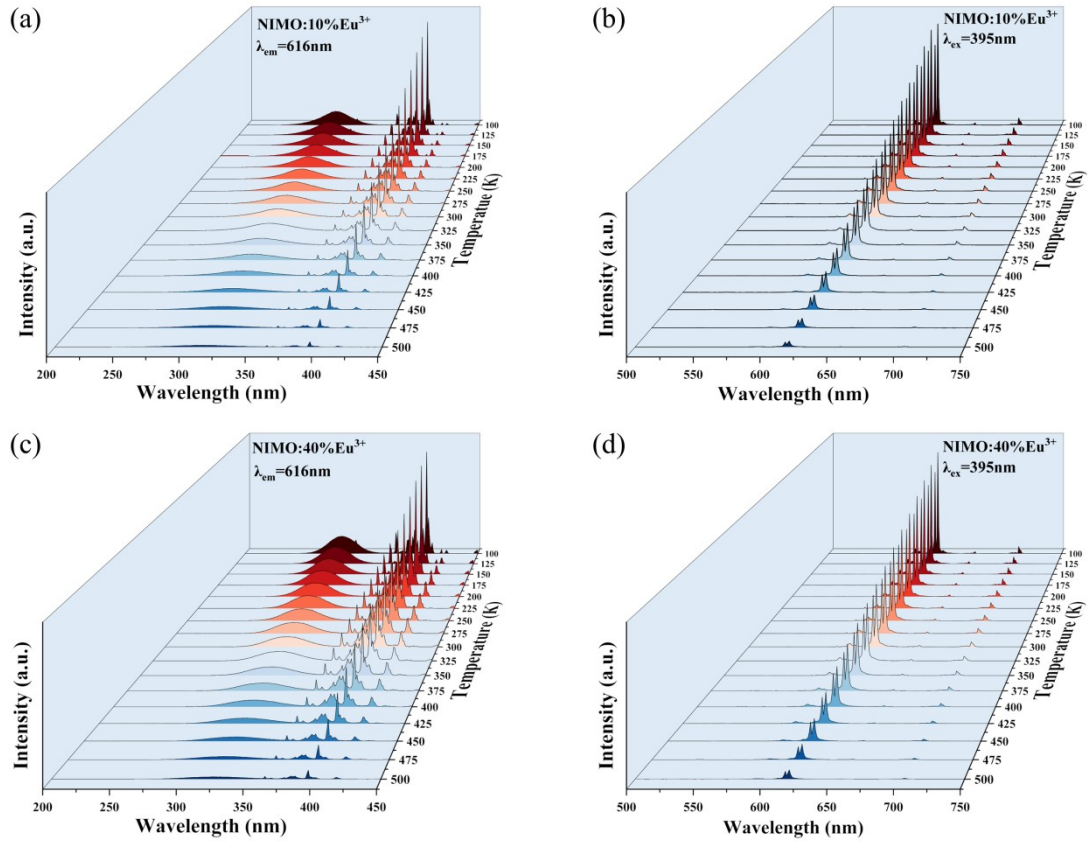 (a)
NIMO:10%Eu³⁺
λem=616nm
Intensity (a.u.)
100
125
150
175
200
225
250
275
300
325
350
375
400
425
450
475
500
Temperatue (K)
200 250 300 350 400 450
Wavelength (nm)
(b)
NIMO:10%Eu³⁺
λex=395nm
Intensity (a.u.)
100
125
150
175
200
225
250
275
300
325
350
375
400
425
450
475
500
Temperature (K)
500 550 600 650 700 750
Wavelength (nm)
(c)
NIMO:40%Eu³⁺
λem=616nm
Intensity (a.u.)
100
125
150
175
200
225
250
275
300
325
350
375
400
425
450
475
500
Temperature (K)
200 250 300 350 400 450
Wavelength (nm)
(d)
NIMO:40%Eu³⁺
λex=395nm
Intensity (a.u.)
100
125
150
175
200
225
250
275
300
325
350
375
400
425
450
475
500
Temperature (K)
500 550 600 650 700 750
Wavelength (nm)